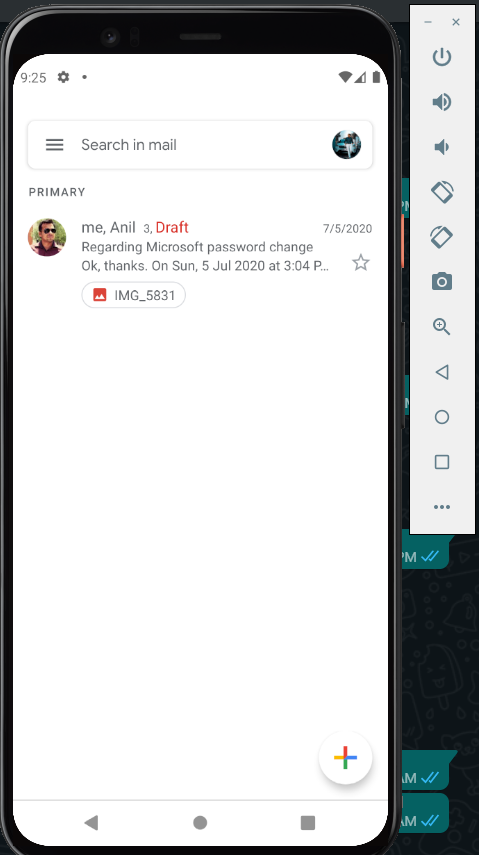 9:25
Search in mail
PRIMARY
me, Anil 3, Draft
7/5/2020
Regarding Microsoft password change
Ok, thanks. On Sun, 5 Jul 2020 at 3:04 P...
IMG_5831
PM
AM
AM